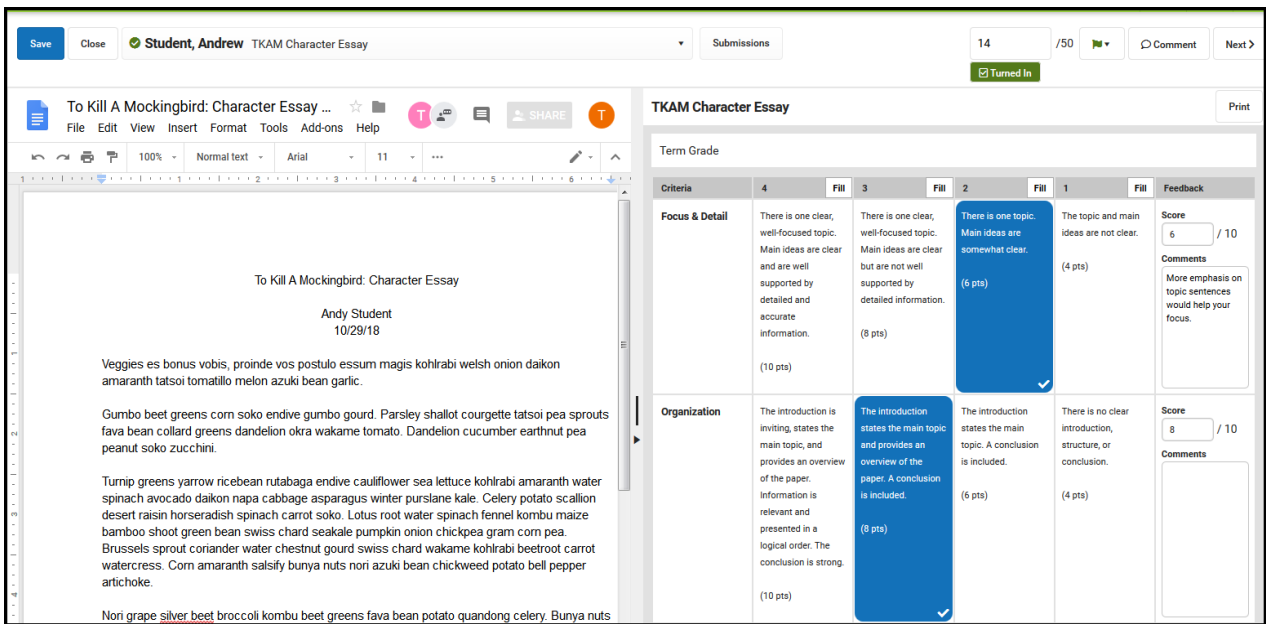 Save
Close
Student, Andrew TKAM Character Essay
Submissions
14
/50
Comment
Next
Turned In
To Kill A Mockingbird: Character Essay ...
T
SHARE
T
File Edit View Insert Format Tools Add-ons Help
100% Normal text Arial 11 ...
1 1 2 3 4 5 6
To Kill A Mockingbird: Character Essay
Andy Student
10/29/18
Veggies es bonus vobis, proinde vos postulo essum magis kohlrabi welsh onion daikon
amaranth tatsoi tomatillo melon azuki bean garlic.
Gumbo beet greens corn soko endive gumbo gourd. Parsley shallot courgette tatsoi pea sprouts
fava bean collard greens dandelion okra wakame tomato. Dandelion cucumber earthnut pea
peanut soko zucchini.
Turnip greens yarrow ricebean rutabaga endive cauliflower sea lettuce kohlrabi amaranth water
spinach avocado daikon napa cabbage asparagus winter purslane kale. Celery potato scallion
desert raisin horseradish spinach carrot soko. Lotus root water spinach fennel kombu maize
bamboo shoot green bean swiss chard seakale pumpkin onion chickpea gram corn pea.
Brussels sprout coriander water chestnut gourd swiss chard wakame kohlrabi beetroot carrot
watercress. Corn amaranth salsify bunya nuts nori azuki bean chickweed potato bell pepper
artichoke.
Nori grape silver beet broccoli kombu beet greens fava bean potato quandong celery. Bunya nuts
1
2
3
4
TKAM Character Essay
Print
Term Grade
Criteria
4 Fill
3 Fill
2 Fill
1 Fill
Feedback
Focus & Detail
There is one clear,
well-focused topic.
Main ideas are clear
and are well
supported by
detailed and
accurate
information.
(10 pts)
There is one clear,
well-focused topic.
Main ideas are clear
but are not well
supported by
detailed information.
(8 pts)
There is one topic.
Main ideas are
somewhat clear.
(6 pts)
The topic and main
ideas are not clear.
(4 pts)
Score
6 / 10
Comments
More emphasis on
topic sentences
would help your
focus.
Organization
The introduction is
inviting, states the
main topic, and
provides an overview
of the paper.
Information is
relevant and
presented in a
logical order. The
conclusion is strong.
(10 pts)
The introduction
states the main topic
and provides an
overview of the
paper. A conclusion
is included.
(8 pts)
The introduction
states the main
topic. A conclusion
is included.
(6 pts)
There is no clear
introduction,
structure, or
conclusion.
(4 pts)
Score
8 / 10
Comments